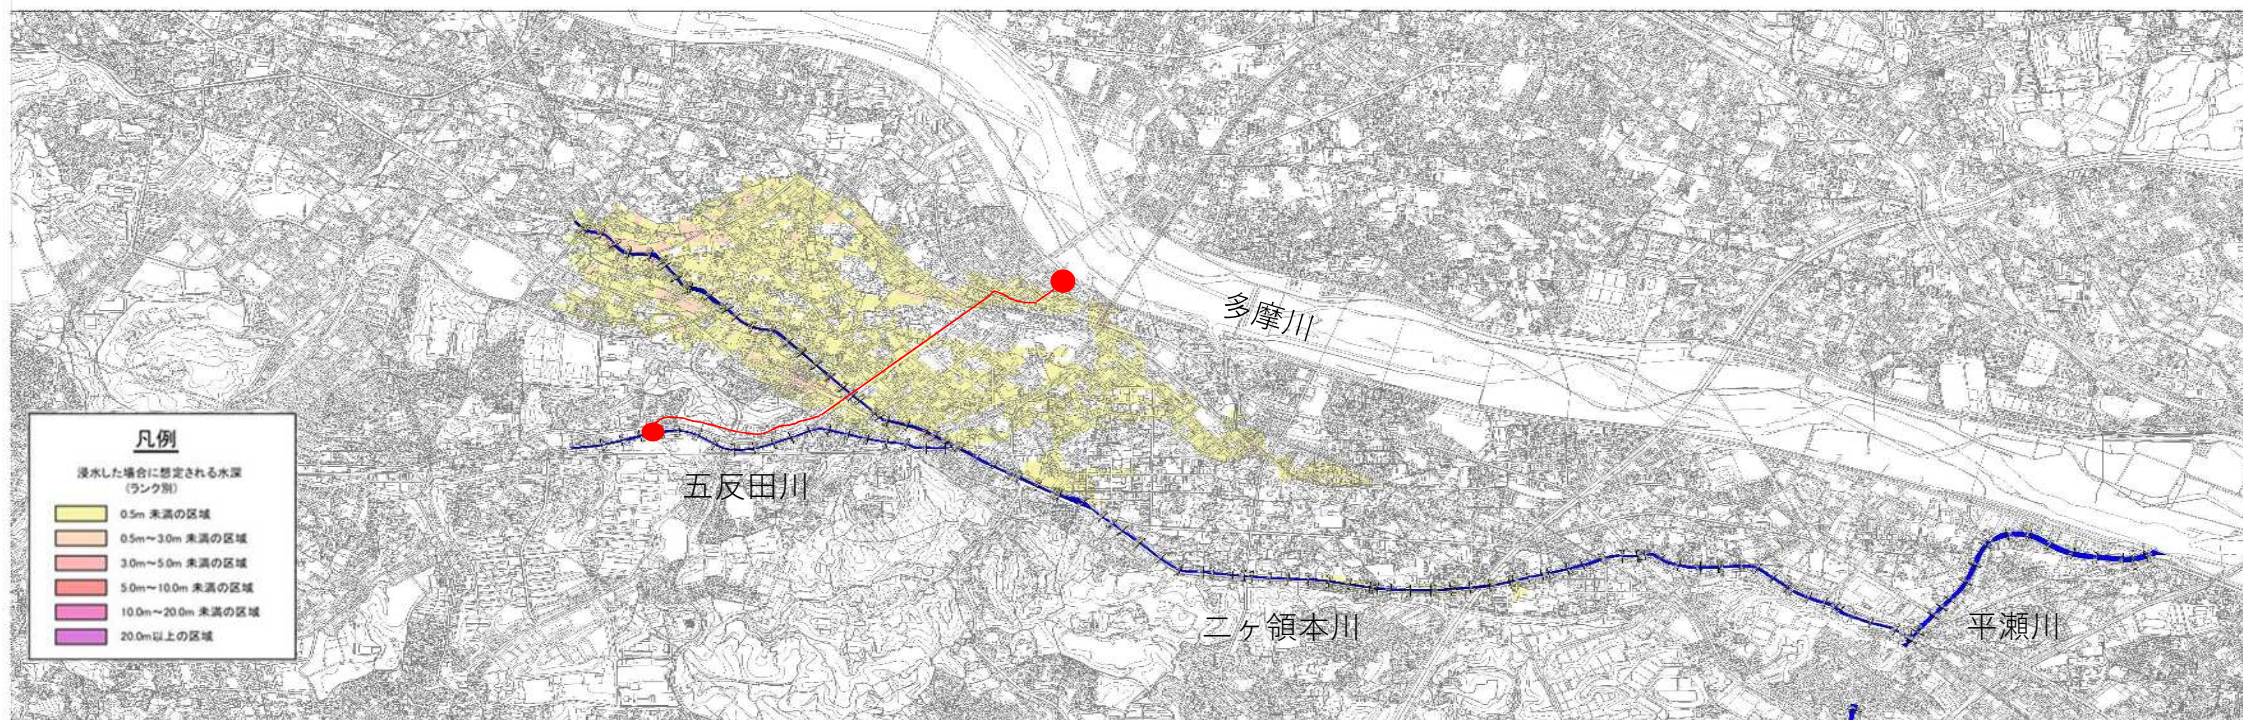 多摩川
凡例
浸水した場合に想定される水深
(ランク別)
0.5m 未満の区域
0.5m〜3.0m 未満の区域
3.0m〜5.0m 未満の区域
5.0m〜10.0m 未満の区域
10.0m〜20.0m 未満の区域
20.0m以上の区域
五反田川
二ヶ領本川
平瀬川